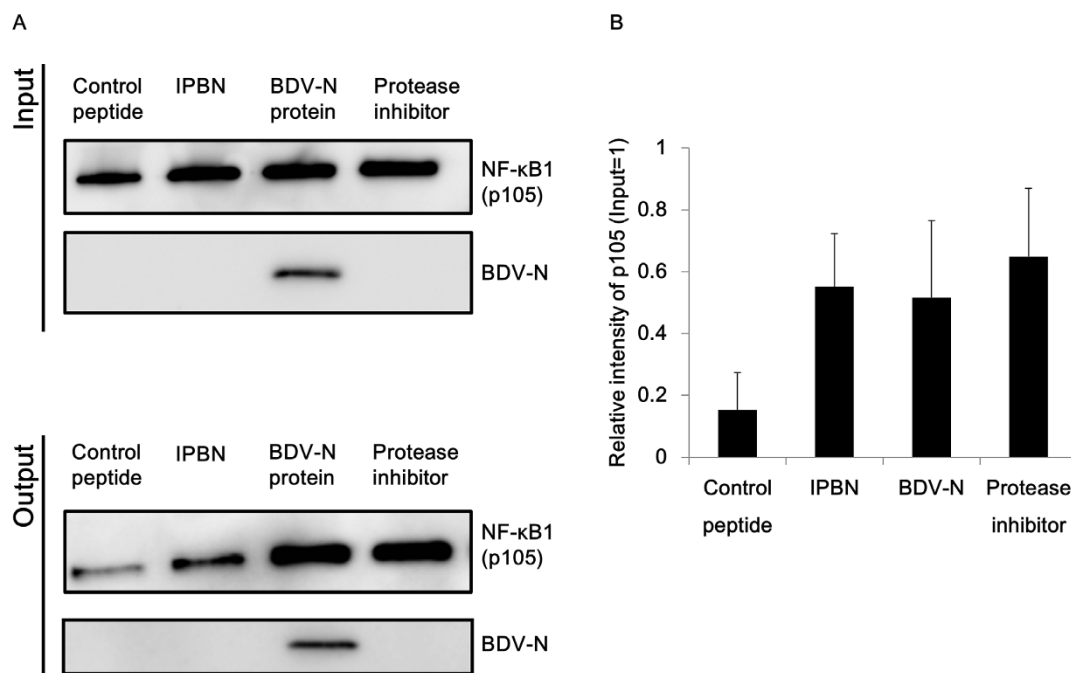 A
Input
Control
peptide
IPBN
BDV-N
protein
Protease
inhibitor
NF-κB1
(p105)
BDV-N
Output
Control
peptide
IPBN
BDV-N
protein
Protease
inhibitor
NF-κB1
(p105)
BDV-N
B
Relative intensity of p105 (Input=1)
1
0.8
0.6
0.4
0.2
0
Control
peptide
IPBN
BDV-N
Protease
inhibitor